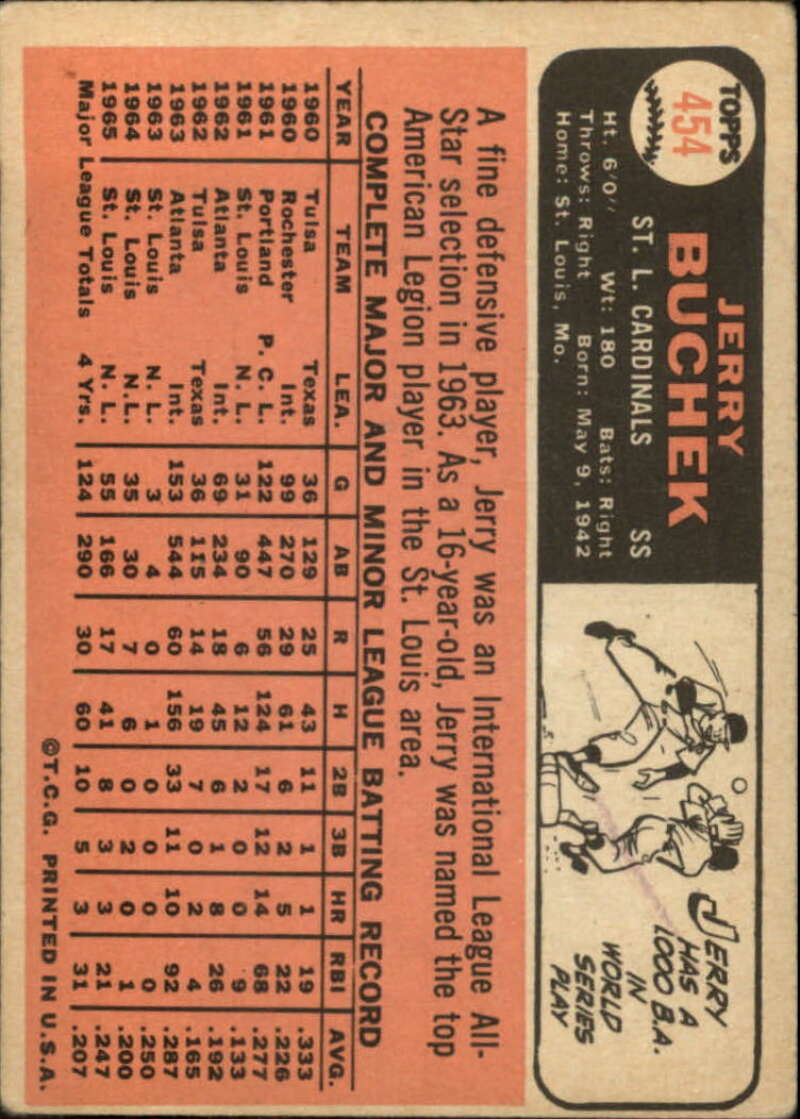 TOPPS
454
JERRY
BUCHEK
ST. L. CARDINALS SS
Ht. 6'0" Wt: 180 Bats: Right
Throws: Right Born: May 9, 1942
Home: St. Louis, Mo.
JERRY
HAS A
1,000 B.A.
IN
WORLD
SERIES
PLAY
A fine defensive player, Jerry was an International League All-
Star selection in 1963. As a 16-year-old, Jerry was named the top
American Legion player in the St. Louis area.
COMPLETE MAJOR AND MINOR LEAGUE BATTING RECORD
YEAR TEAM LEA. G AB R H 2B 3B HR RBI AVG.
1960 Tulsa Texas 36 129 25 43 11 1 1 19 .333
1960 Rochester Int. 99 270 29 61 6 2 5 22 .226
1961 Portland P. C. L. 122 447 56 124 17 12 14 68 .277
1961 St. Louis N. L. 31 90 6 12 2 0 0 9 .133
1962 Atlanta Int. 69 234 18 45 6 1 8 26 .192
1962 Tulsa Texas 36 115 14 19 7 0 2 4 .165
1963 Atlanta Int. 153 544 60 156 33 11 10 92 .287
1963 St. Louis N. L. 3 4 0 1 0 0 0 0 .250
1964 St. Louis N.L. 35 30 7 6 0 2 0 1 .200
1965 St. Louis N. L. 55 166 17 41 8 3 3 21 .247
Major League Totals 4 Yrs. 124 290 30 60 10 5 3 31 .207
©T.C.G. PRINTED IN U.S.A.